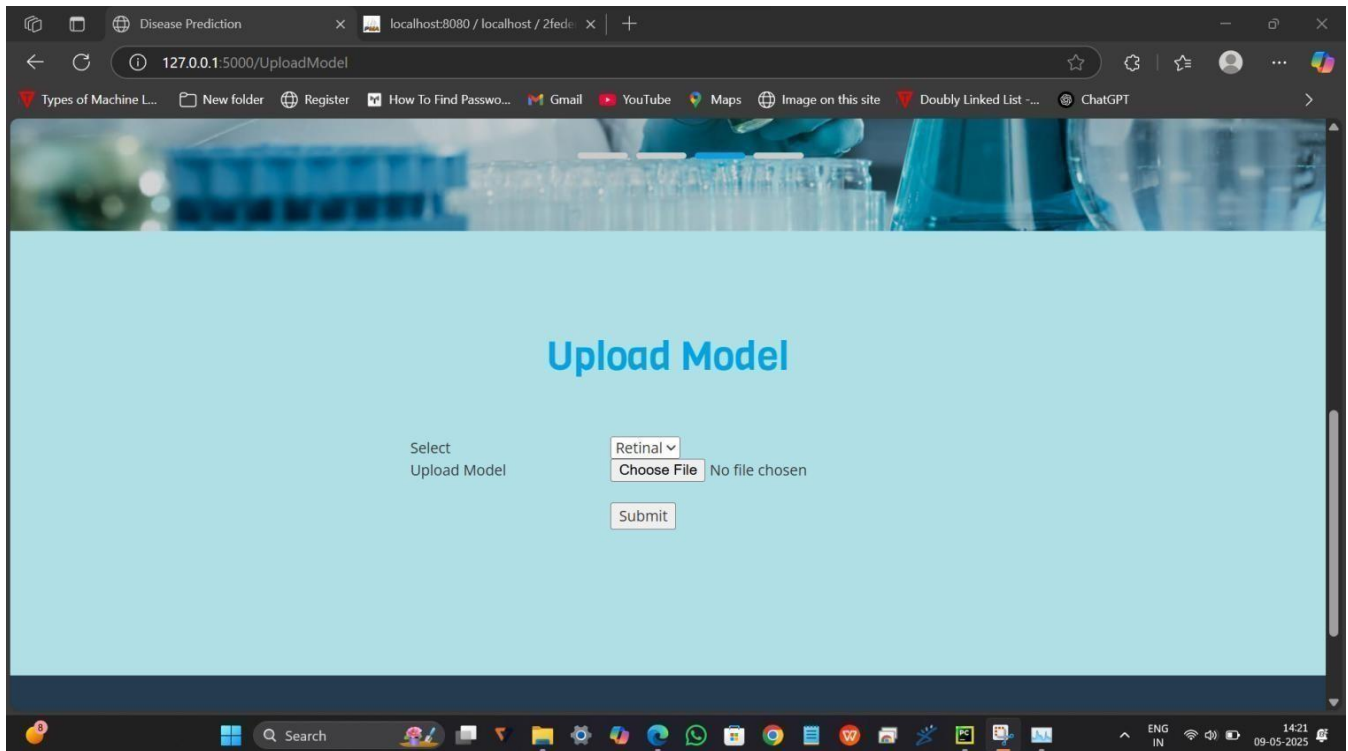 Disease Prediction
localhost:8080 / localhost / 2fede
127.0.0.1:5000/UploadModel
Types of Machine L... New folder Register How To Find Passwo... Gmail YouTube Maps Image on this site Doubly Linked List -... ChatGPT
Upload Model
Select Retinal
Upload Model Choose File No file chosen
Submit
8 Search ENG 14:21
IN 09-05-2025